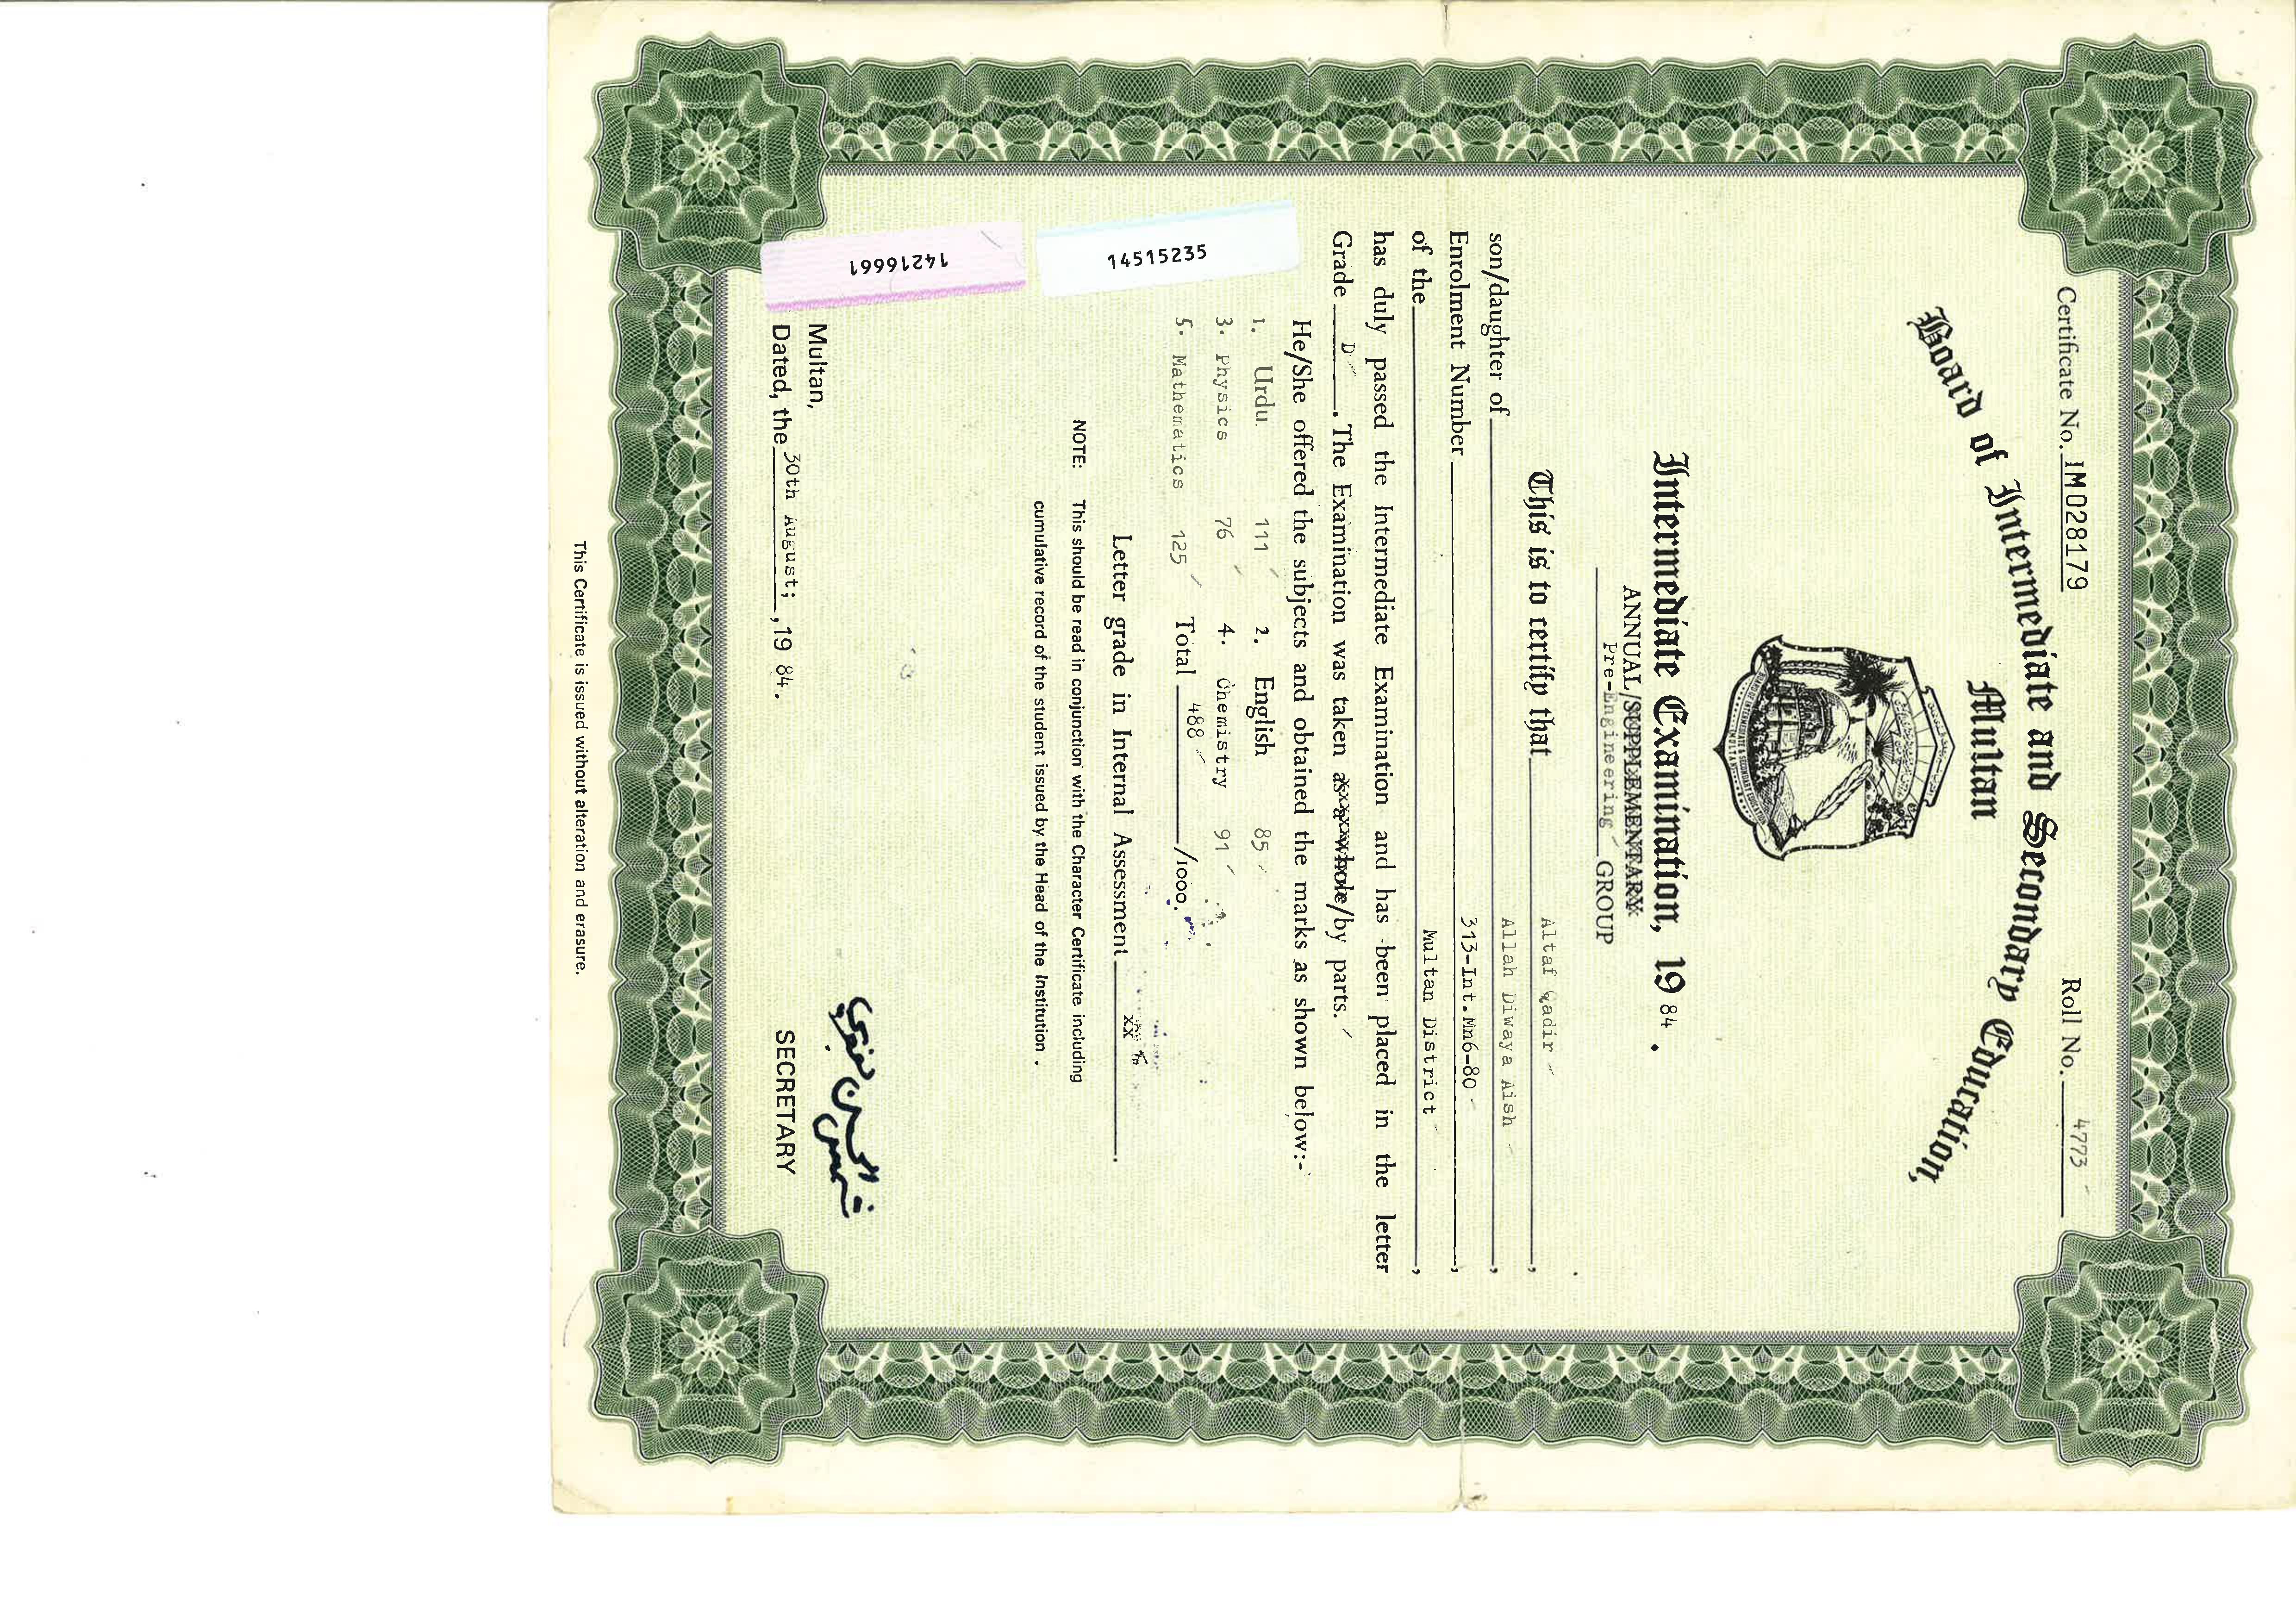 Certificate No. IM028179 Roll No. 4773
Board of Intermediate and Secondary Education,
Multan
Intermediate Examination, 1984.
ANNUAL/SUPPLEMENTARY
Pre-Engineering GROUP
This is to certify that Altaf Qadir,
son/daughter of Allah Diwaya Aish,
Enrolment Number 313-Int.Mn6-80,
of the Multan District,
has duly passed the Intermediate Examination and has been placed in the letter
Grade D. The Examination was taken as a whole/by parts.
He/She offered the subjects and obtained the marks as shown below:-
1. Urdu. 111 2. English 85
3. Physics 76 4. Chemistry 91
5. Mathematics 125 Total 488 /1000.
Letter grade in Internal Assessment xx.
NOTE: This should be read in conjunction with the Character Certificate including
cumulative record of the student issued by the Head of the Institution.
14515235
14216661
Multan,
Dated, the 30th August;, 1984.
SECRETARY
This Certificate is issued without alteration and erasure.